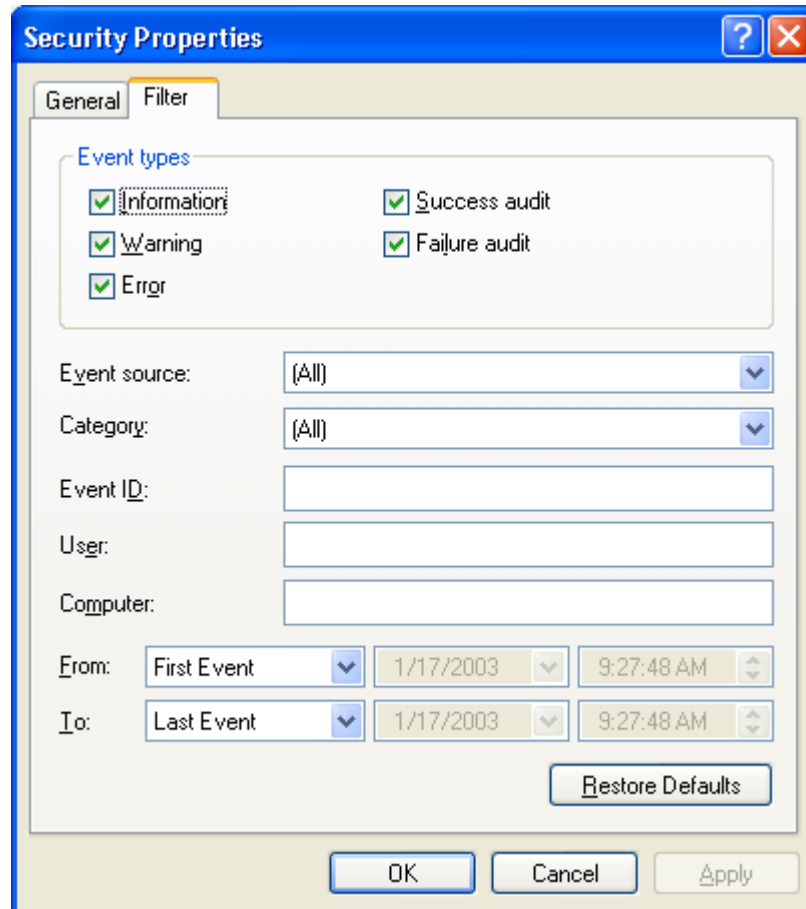 Security Properties
General Filter
Event types
Information Success audit
Warning Failure audit
Error
Event source: (All)
Category: (All)
Event ID:
User:
Computer:
From: First Event 1/17/2003 9:27:48 AM
To: Last Event 1/17/2003 9:27:48 AM
Restore Defaults
OK Cancel Apply